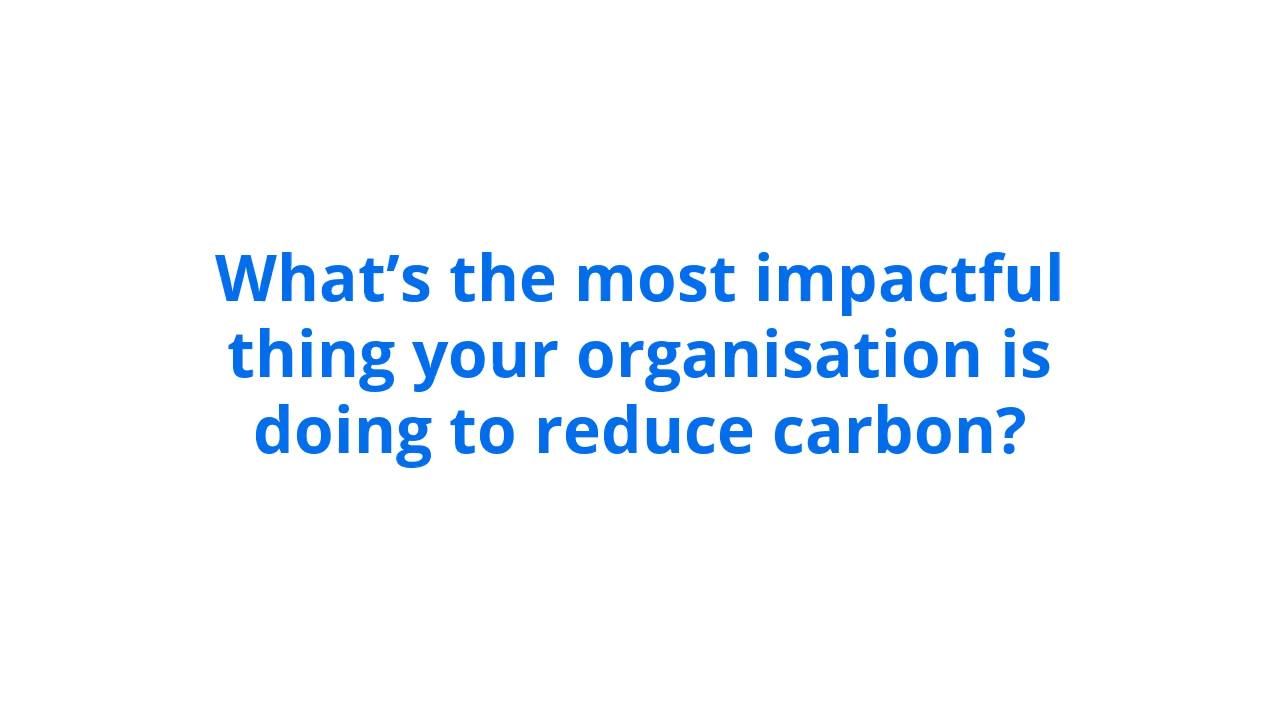 What’s the most impactful
thing your organisation is
doing to reduce carbon?